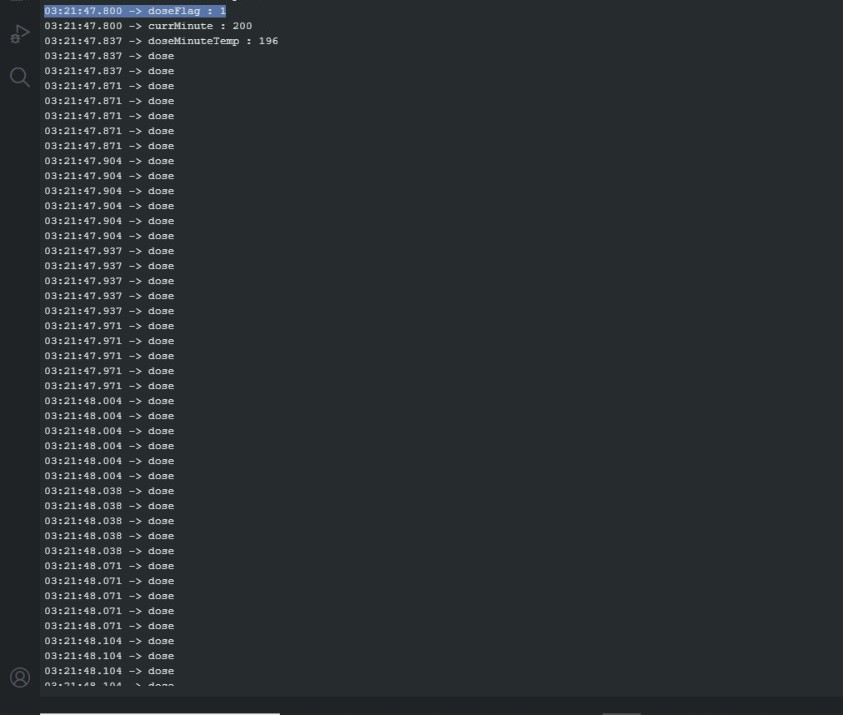 03:21:47.800 -> doseFlag : 1
03:21:47.800 -> currMinute : 200
03:21:47.837 -> doseMinuteTemp : 196
03:21:47.837 -> dose
03:21:47.837 -> dose
03:21:47.871 -> dose
03:21:47.871 -> dose
03:21:47.871 -> dose
03:21:47.871 -> dose
03:21:47.871 -> dose
03:21:47.904 -> dose
03:21:47.904 -> dose
03:21:47.904 -> dose
03:21:47.904 -> dose
03:21:47.904 -> dose
03:21:47.904 -> dose
03:21:47.937 -> dose
03:21:47.937 -> dose
03:21:47.937 -> dose
03:21:47.937 -> dose
03:21:47.937 -> dose
03:21:47.971 -> dose
03:21:47.971 -> dose
03:21:47.971 -> dose
03:21:47.971 -> dose
03:21:47.971 -> dose
03:21:48.004 -> dose
03:21:48.004 -> dose
03:21:48.004 -> dose
03:21:48.004 -> dose
03:21:48.004 -> dose
03:21:48.004 -> dose
03:21:48.038 -> dose
03:21:48.038 -> dose
03:21:48.038 -> dose
03:21:48.038 -> dose
03:21:48.038 -> dose
03:21:48.071 -> dose
03:21:48.071 -> dose
03:21:48.071 -> dose
03:21:48.071 -> dose
03:21:48.071 -> dose
03:21:48.104 -> dose
03:21:48.104 -> dose
03:21:48.104 -> dose
03:21:48.104 -> dose